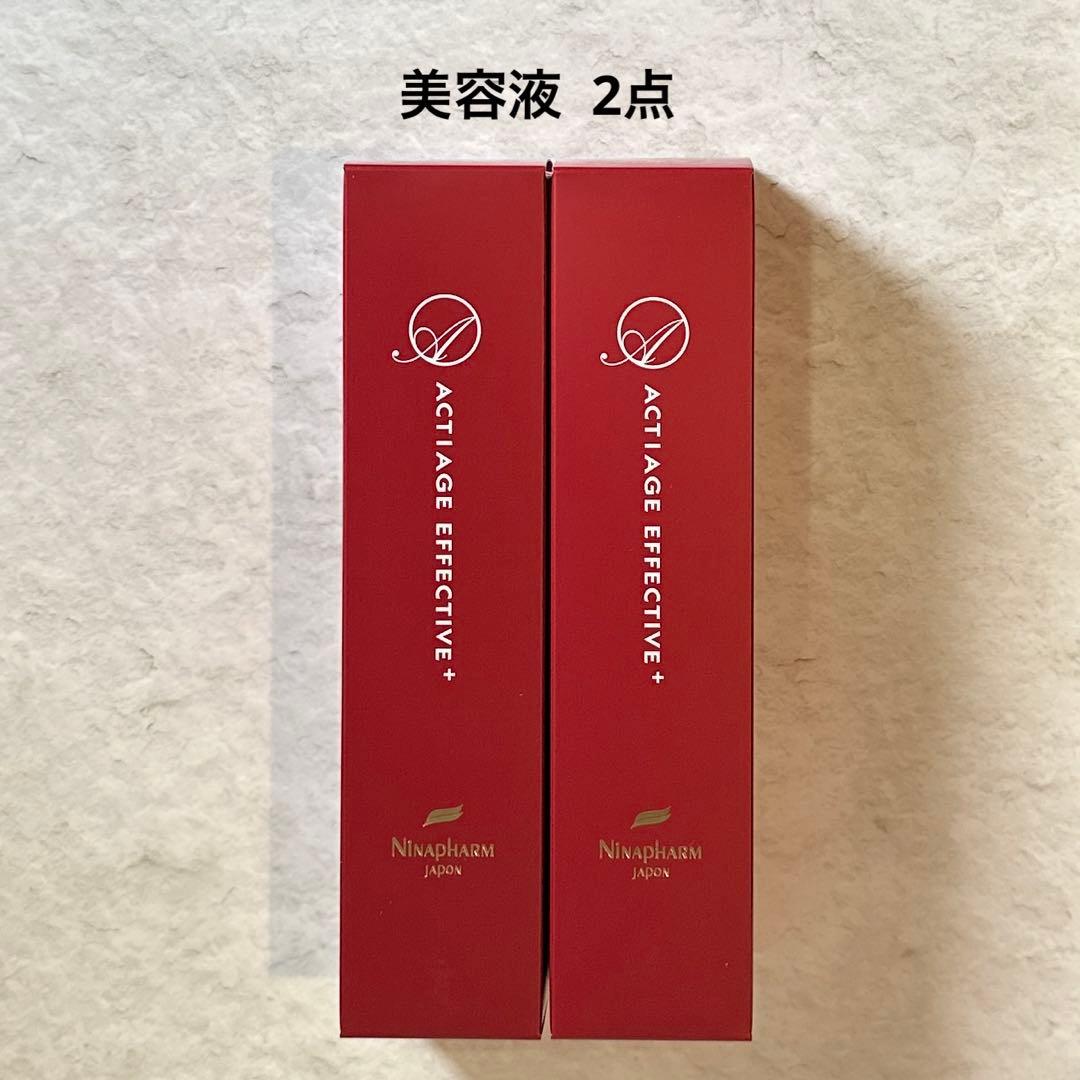 美容液 2点
A
ACTIAGE EFFECTIVE+
NINAPHARM
JAPON
A
ACTIAGE EFFECTIVE+
NINAPHARM
JAPON